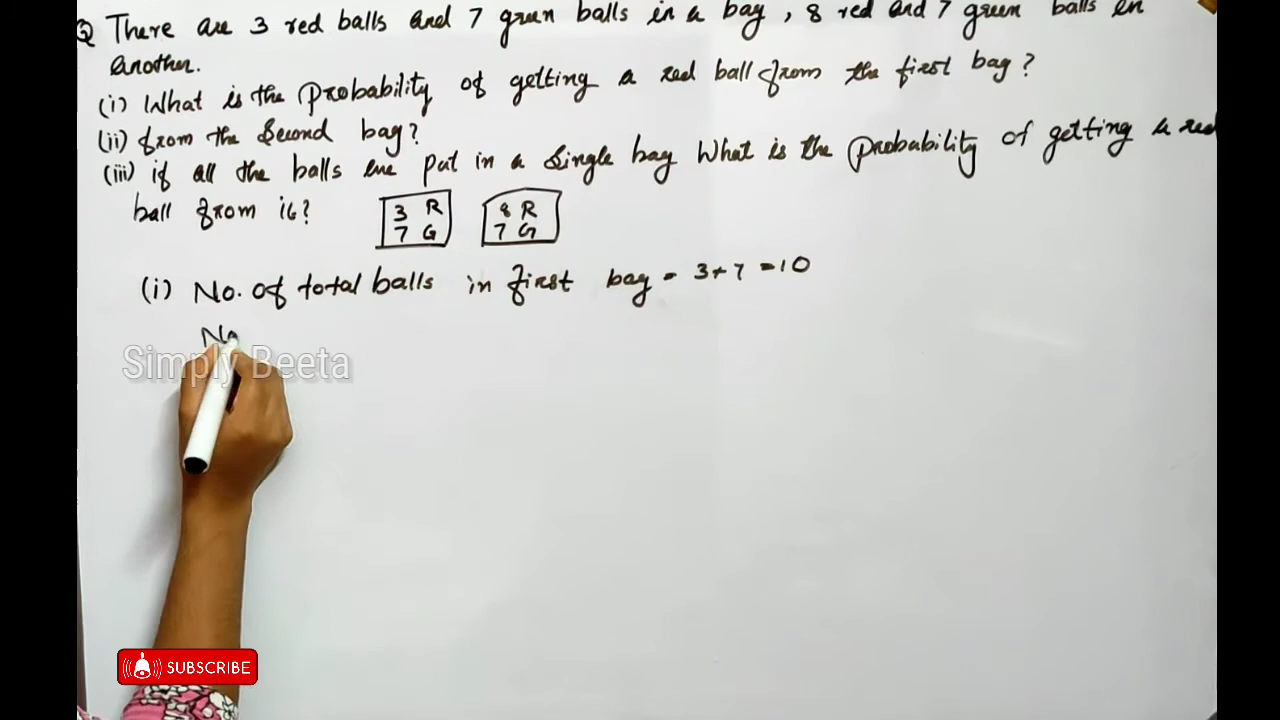 Q There are 3 red balls and 7 green balls in a bag, 8 red and 7 green balls in
another.
(i) What is the Probability of getting a red ball from the first bag?
(ii) from the Second bag?
(iii) if all the balls are put in a Single bag What is the Probability of getting a red
ball from it?
3 R
7 G
8 R
7 G
(i) No. of total balls in first bag = 3+7 =10
No
Simply Beeta
SUBSCRIBE